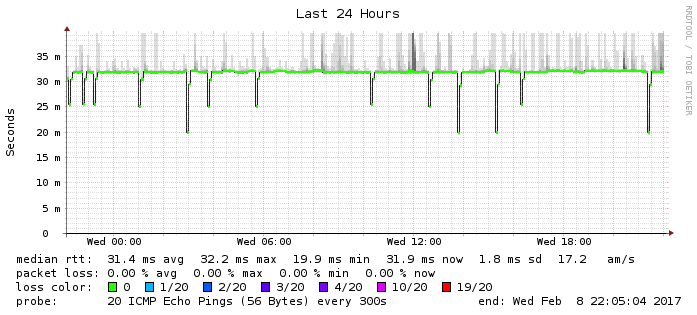 Last 24 Hours
RRDTOOL / TOBI OETIKER
Seconds
35 m
30 m
25 m
20 m
15 m
10 m
5 m
0
Wed 00:00 Wed 06:00 Wed 12:00 Wed 18:00
median rtt: 31.4 ms avg 32.2 ms max 19.9 ms min 31.9 ms now 1.8 ms sd 17.2 am/s
packet loss: 0.00 % avg 0.00 % max 0.00 % min 0.00 % now
loss color: 0 1/20 2/20 3/20 4/20 10/20 19/20
probe: 20 ICMP Echo Pings (56 Bytes) every 300s end: Wed Feb 8 22:05:04 2017